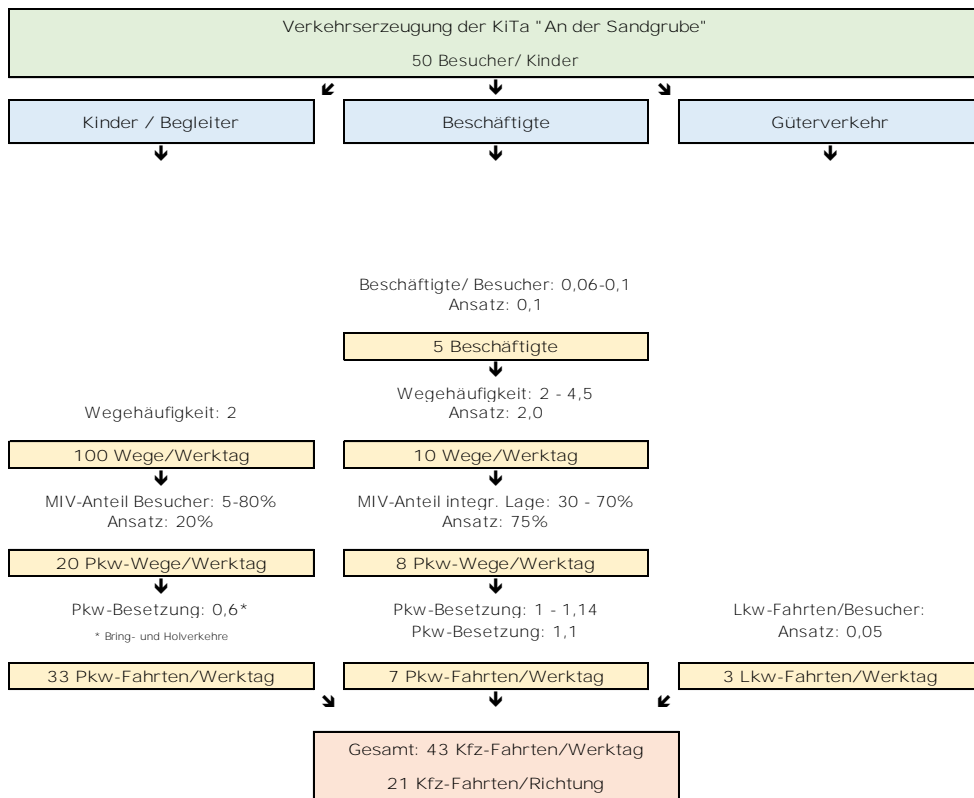 Verkehrserzeugung der KiTa "An der Sandgrube"
50 Besucher/ Kinder
Kinder / Begleiter
Beschäftigte
Güterverkehr
Beschäftigte/ Besucher: 0,06-0,1
Ansatz: 0,1
5 Beschäftigte
Wegehäufigkeit: 2
Wegehäufigkeit: 2 - 4,5
Ansatz: 2,0
100 Wege/Werktag
10 Wege/Werktag
MIV-Anteil Besucher: 5-80%
Ansatz: 20%
MIV-Anteil integr. Lage: 30 - 70%
Ansatz: 75%
20 Pkw-Wege/Werktag
8 Pkw-Wege/Werktag
Pkw-Besetzung: 0,6*
* Bring- und Holverkehre
Pkw-Besetzung: 1 - 1,14
Pkw-Besetzung: 1,1
Lkw-Fahrten/Besucher:
Ansatz: 0,05
33 Pkw-Fahrten/Werktag
7 Pkw-Fahrten/Werktag
3 Lkw-Fahrten/Werktag
Gesamt: 43 Kfz-Fahrten/Werktag
21 Kfz-Fahrten/Richtung